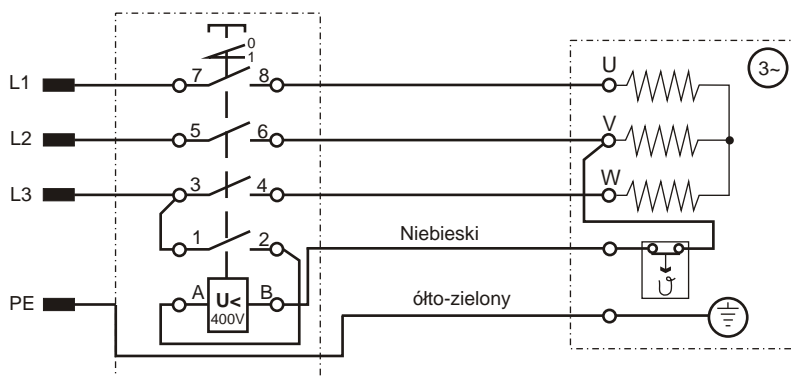 0
1
L1 7 8 U 3~
L2 5 6 V
L3 3 4 W
1 2 Niebieski
A U< B
400V
PE ółto-zielony
ϑ